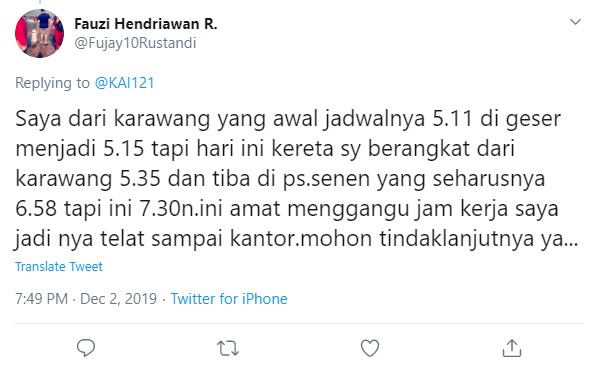 Fauzi Hendriawan R.
@Fujay10Rustandi
Replying to @KAI121
Saya dari karawang yang awal jadwalnya 5.11 di geser
menjadi 5.15 tapi hari ini kereta sy berangkat dari
karawang 5.35 dan tiba di ps.senen yang seharusnya
6.58 tapi ini 7.30n.ini amat menggangu jam kerja saya
jadi nya telat sampai kantor.mohon tindaklanjutnya ya...
Translate Tweet
7:49 PM · Dec 2, 2019 · Twitter for iPhone